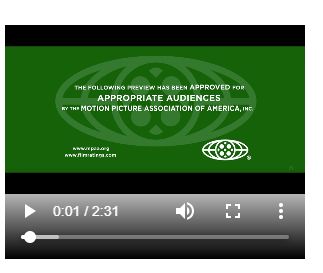 THE FOLLOWING PREVIEW HAS BEEN APPROVED FOR
APPROPRIATE AUDIENCES
BY THE MOTION PICTURE ASSOCIATION OF AMERICA, INC.
www.mpaa.org
www.filmratings.com
®
0:01 / 2:31